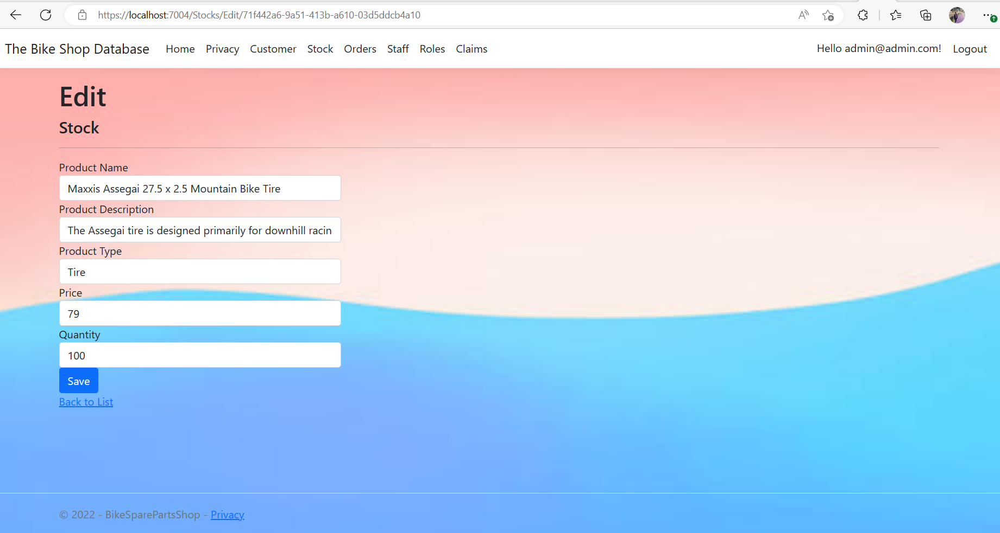 https://localhost:7004/Stocks/Edit/71f442a6-9a51-413b-a610-03d5ddcb4a10
The Bike Shop Database Home Privacy Customer Stock Orders Staff Roles Claims Hello admin@admin.com! Logout
Edit
Stock
Product Name
Maxxis Assegai 27.5 x 2.5 Mountain Bike Tire
Product Description
The Assegai tire is designed primarily for downhill racin
Product Type
Tire
Price
79
Quantity
100
Save
Back to List
© 2022 - BikeSparePartsShop - Privacy